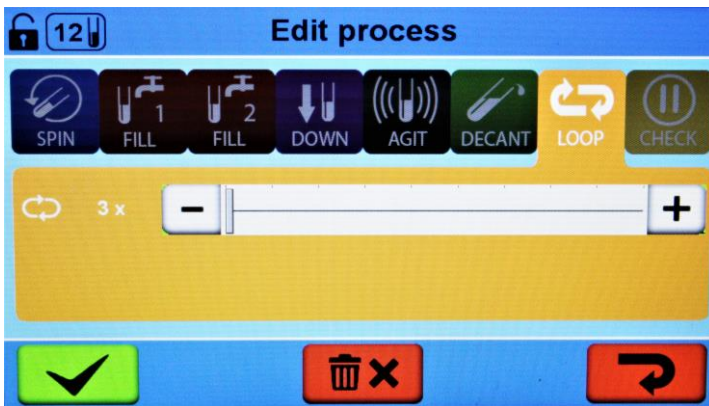 12
Edit process
SPIN
1
FILL
2
FILL
DOWN
AGIT
DECANT
LOOP
CHECK
3 x
− +